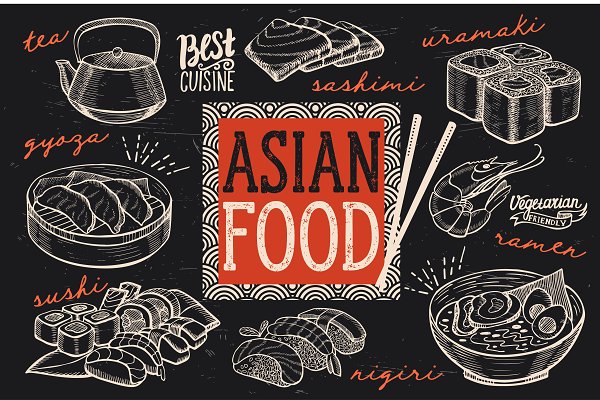 tea
Best
CUISINE
sashimi
uramaki
gyoza
ASIAN
FOOD
Vegetarian
FRIENDLY
ramen
sushi
nigiri